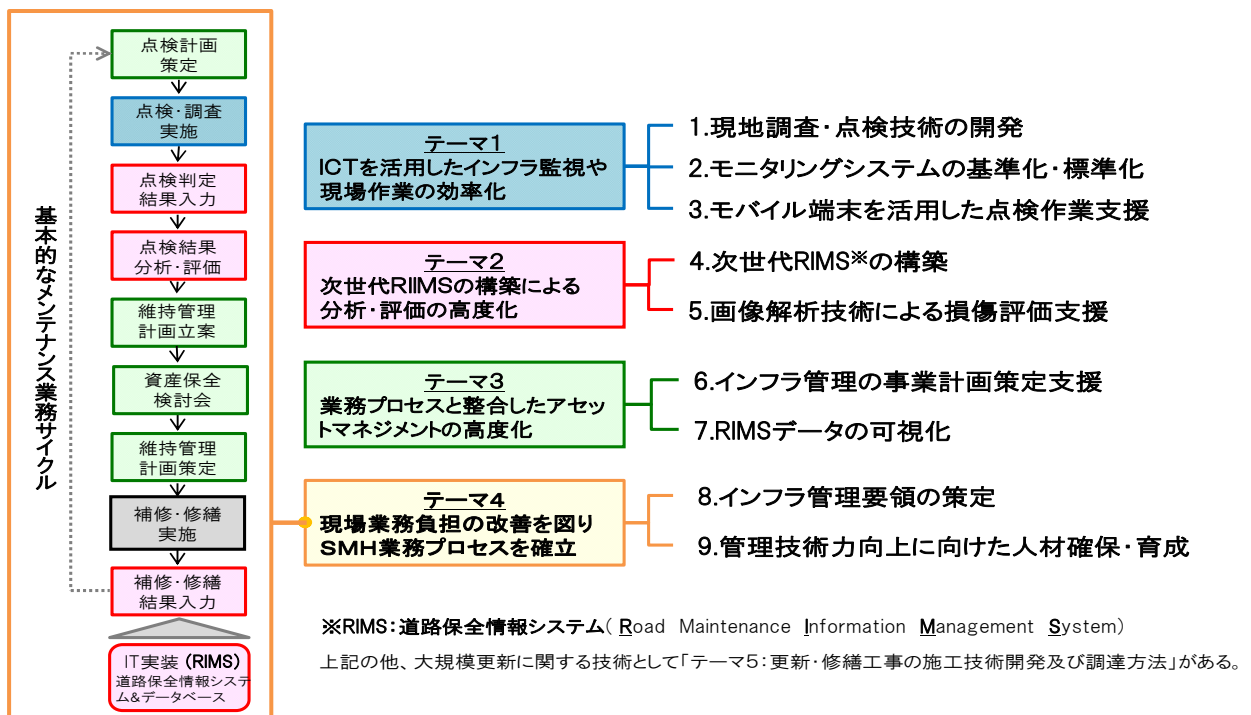 基本的なメンテナンス業務サイクル
点検計画
策定
点検･調査
実施
点検判定
結果入力
点検結果
分析･評価
維持管理
計画立案
資産保全
検討会
維持管理
計画策定
補修･修繕
実施
補修･修繕
結果入力
IT実装 (RIMS)
道路保全情報システ
ム&データベース
テーマ1
ICTを活用したインフラ監視や
現場作業の効率化
1.現地調査･点検技術の開発
2.モニタリングシステムの基準化･標準化
3.モバイル端末を活用した点検作業支援
テーマ2
次世代RIIMSの構築による
分析･評価の高度化
4.次世代RIMS※の構築
5.画像解析技術による損傷評価支援
テーマ3
業務プロセスと整合したアセッ
トマネジメントの高度化
6.インフラ管理の事業計画策定支援
7.RIMSデータの可視化
テーマ4
現場業務負担の改善を図り
SMH業務プロセスを確立
8.インフラ管理要領の策定
9.管理技術力向上に向けた人材確保･育成
※RIMS：道路保全情報システム( Road Maintenance Information Management System)
上記の他、大規模更新に関する技術として「テーマ5：更新･修繕工事の施工技術開発及び調達方法」がある。